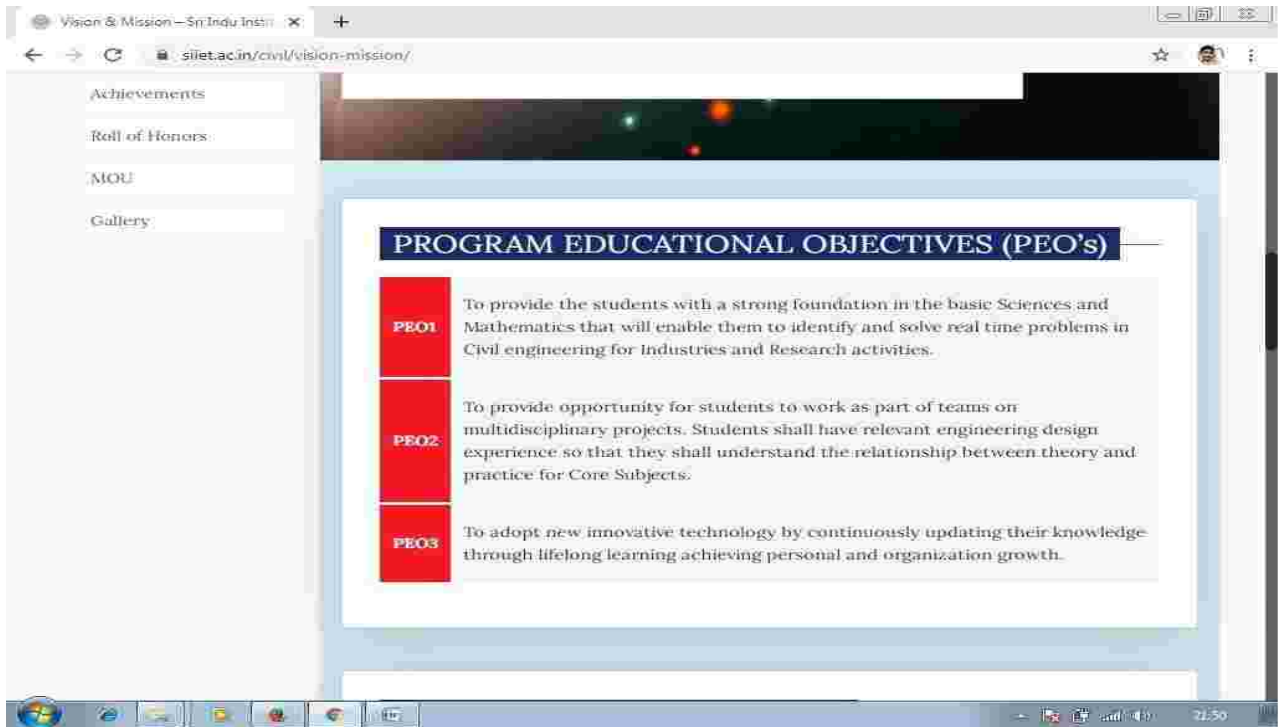 Vision & Mission – Sri Indu Insti
siiet.ac.in/civil/vision-mission/
Achievements
Roll of Honors
MOU
Gallery
PROGRAM EDUCATIONAL OBJECTIVES (PEO's)
PEO1
To provide the students with a strong foundation in the basic Sciences and
Mathematics that will enable them to identify and solve real time problems in
Civil engineering for Industries and Research activities.
PEO2
To provide opportunity for students to work as part of teams on
multidisciplinary projects. Students shall have relevant engineering design
experience so that they shall understand the relationship between theory and
practice for Core Subjects.
PEO3
To adopt new innovative technology by continuously updating their knowledge
through lifelong learning achieving personal and organization growth.
21:50